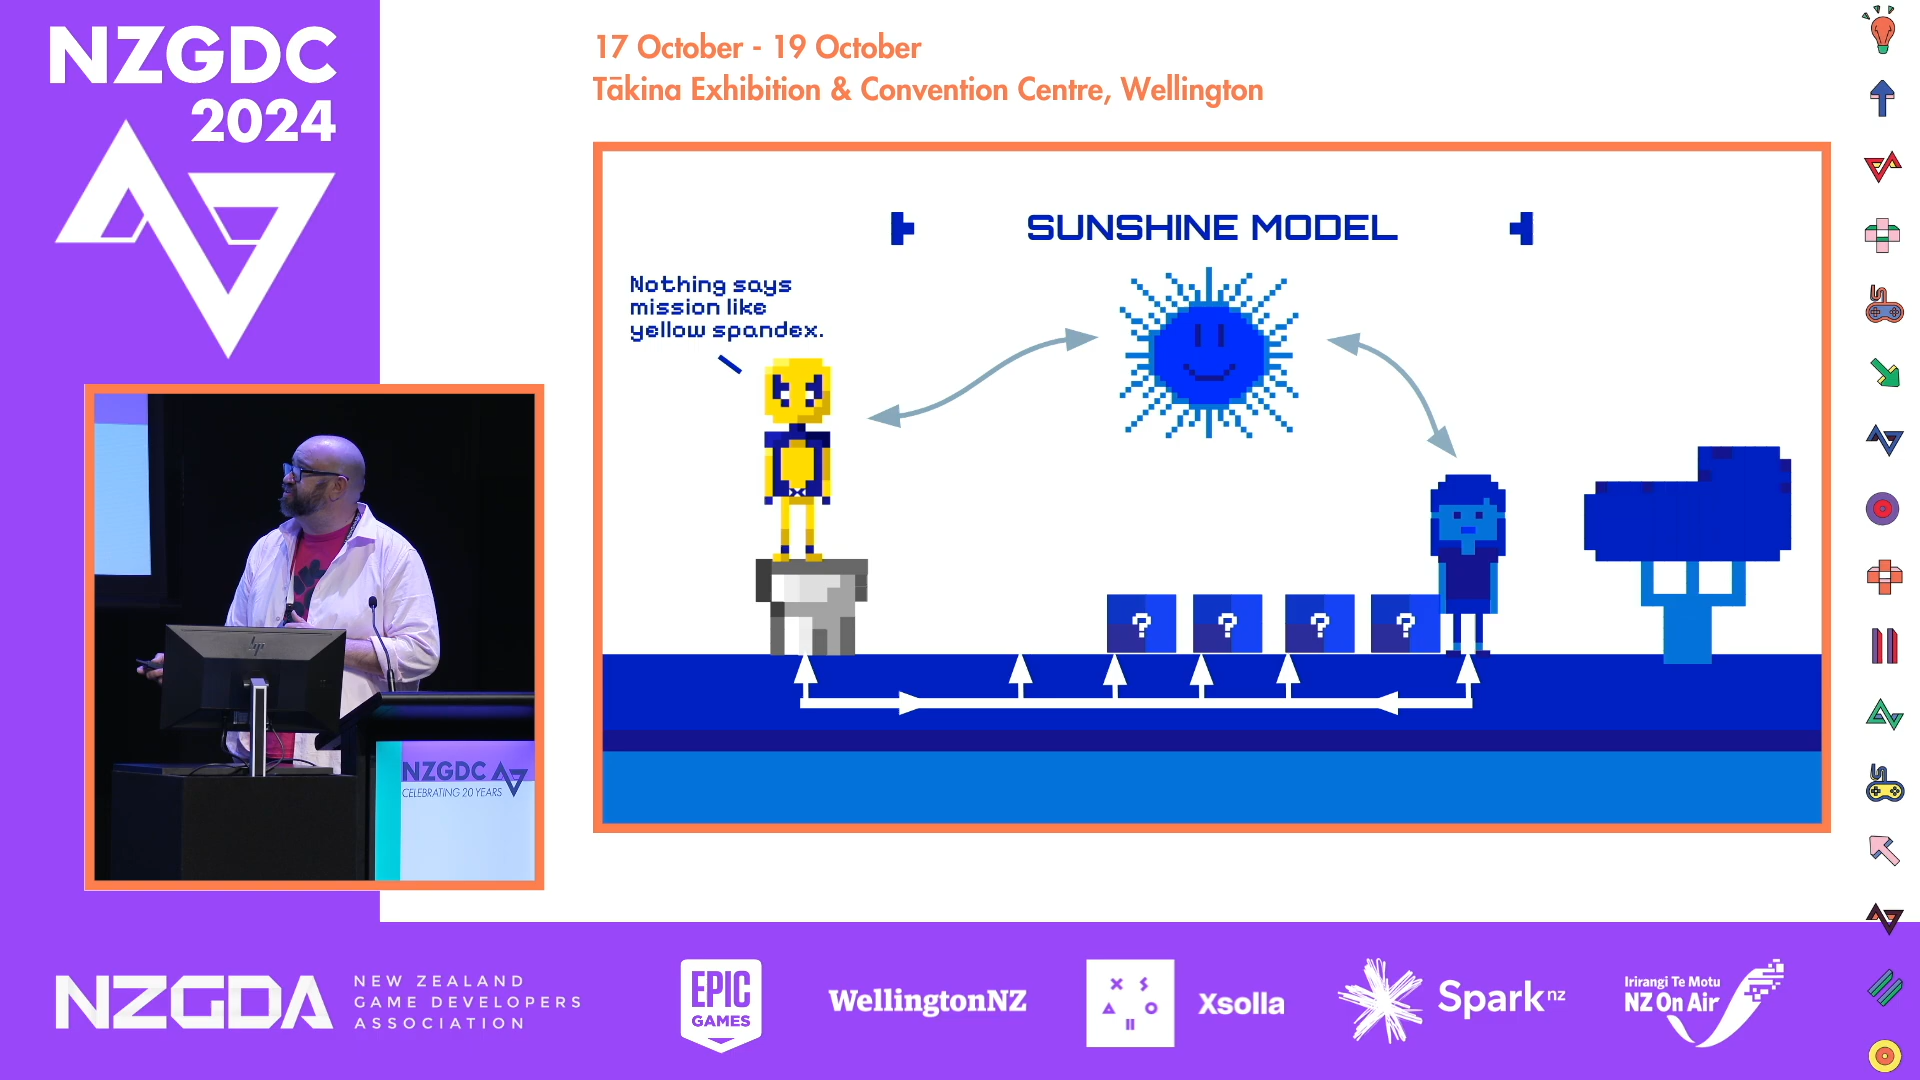 NZGDC
2024
17 October - 19 October
Tākina Exhibition & Convention Centre, Wellington
SUNSHINE MODEL
Nothing says
mission like
yellow spandex.
? ? ? ?
hp
NZGDC
CELEBRATING 20 YEARS
NZGDA
NEW ZEALAND
GAME DEVELOPERS
ASSOCIATION
EPIC
GAMES
WellingtonNZ
Xsolla
Spark nz
Irirangi Te Motu
NZ On Air